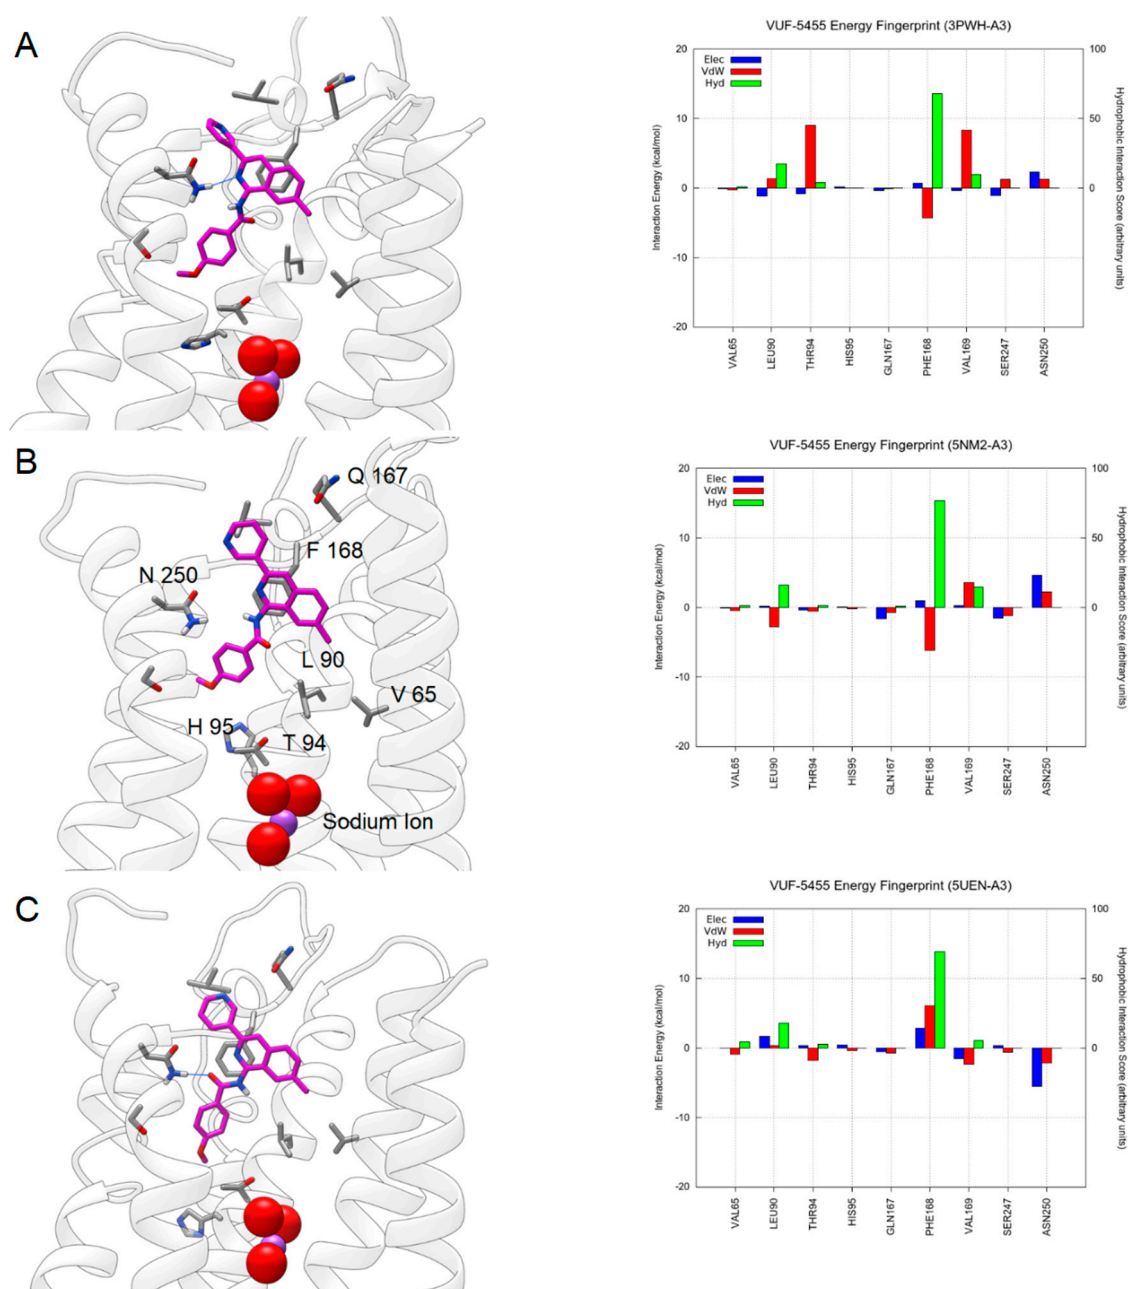 A
VUF-5455 Energy Fingerprint (3PWH-A3)
Elec
VdW
Hyd
20
10
0
-10
-20
100
50
0
Interaction Energy (kcal/mol)
Hydrophobic Interaction Score (arbitrary units)
VAL65
LEU90
THR94
HIS95
GLN167
PHE168
VAL169
SER247
ASN250
B
Q 167
F 168
N 250
L 90
V 65
H 95
T 94
Sodium Ion
VUF-5455 Energy Fingerprint (5NM2-A3)
Elec
VdW
Hyd
20
10
0
-10
-20
100
50
0
Interaction Energy (kcal/mol)
Hydrophobic Interaction Score (arbitrary units)
VAL65
LEU90
THR94
HIS95
GLN167
PHE168
VAL169
SER247
ASN250
C
VUF-5455 Energy Fingerprint (5UEN-A3)
Elec
VdW
Hyd
20
10
0
-10
-20
100
50
0
Interaction Energy (kcal/mol)
Hydrophobic Interaction Score (arbitrary units)
VAL65
LEU90
THR94
HIS95
GLN167
PHE168
VAL169
SER247
ASN250